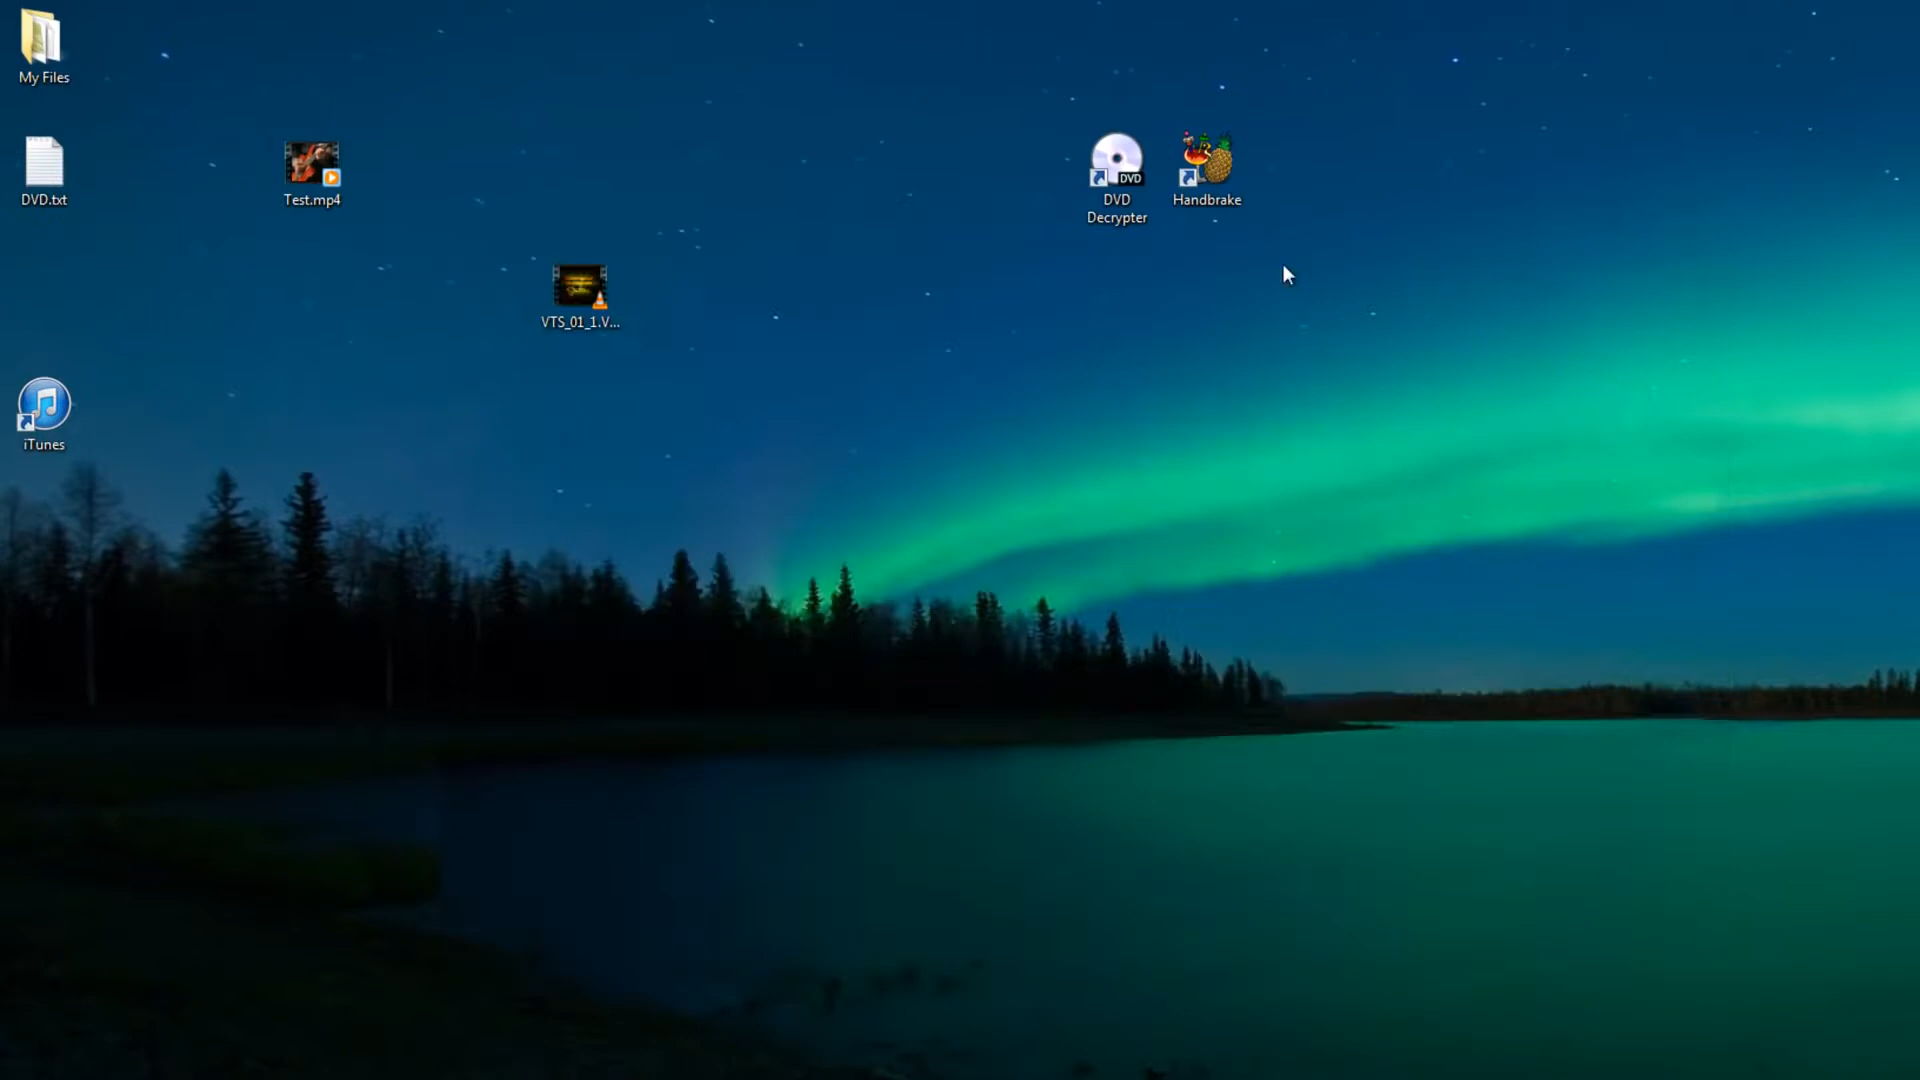 My Files
DVD.txt
Test.mp4
DVD
DVD
Decrypter
Handbrake
VTS_01_1.V...
iTunes